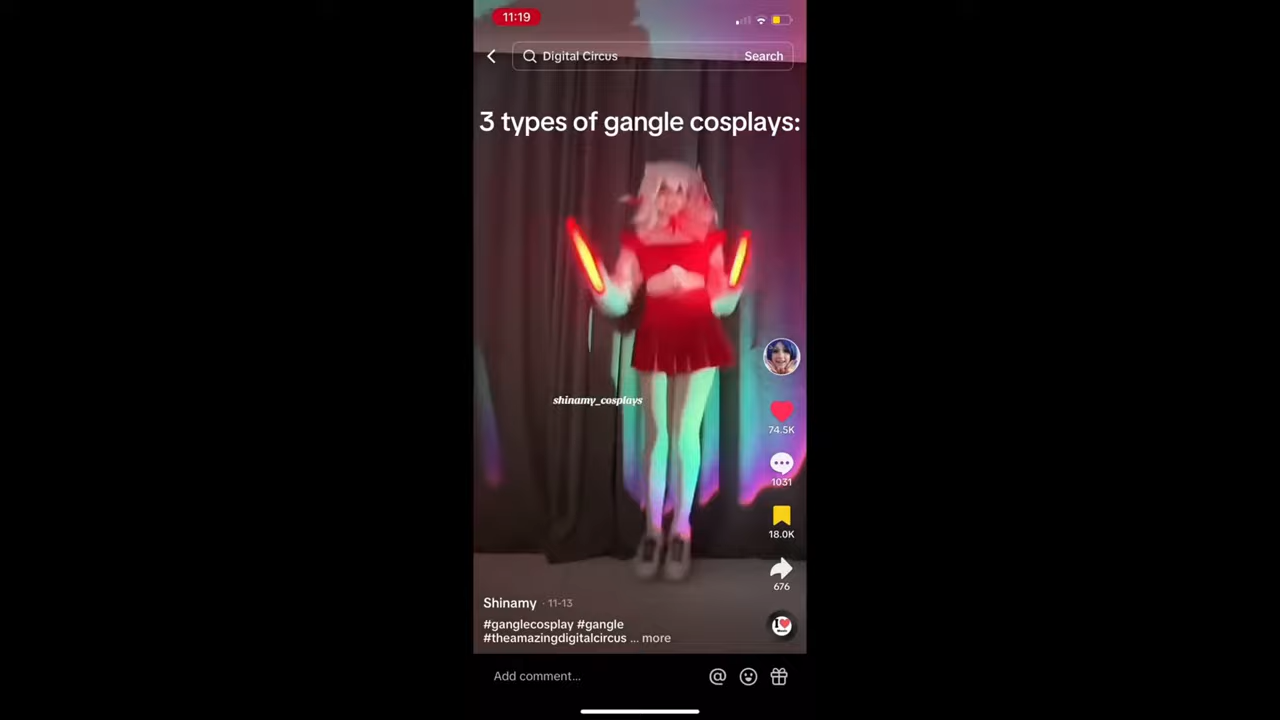 11:19
Digital Circus
Search
3 types of gangle cosplays:
shinamy_cosplays
74.5K
1031
18.0K
676
Shinamy · 11-13
#ganglecosplay #gangle
#theamazingdigitalcircus ... more
Add comment...
@